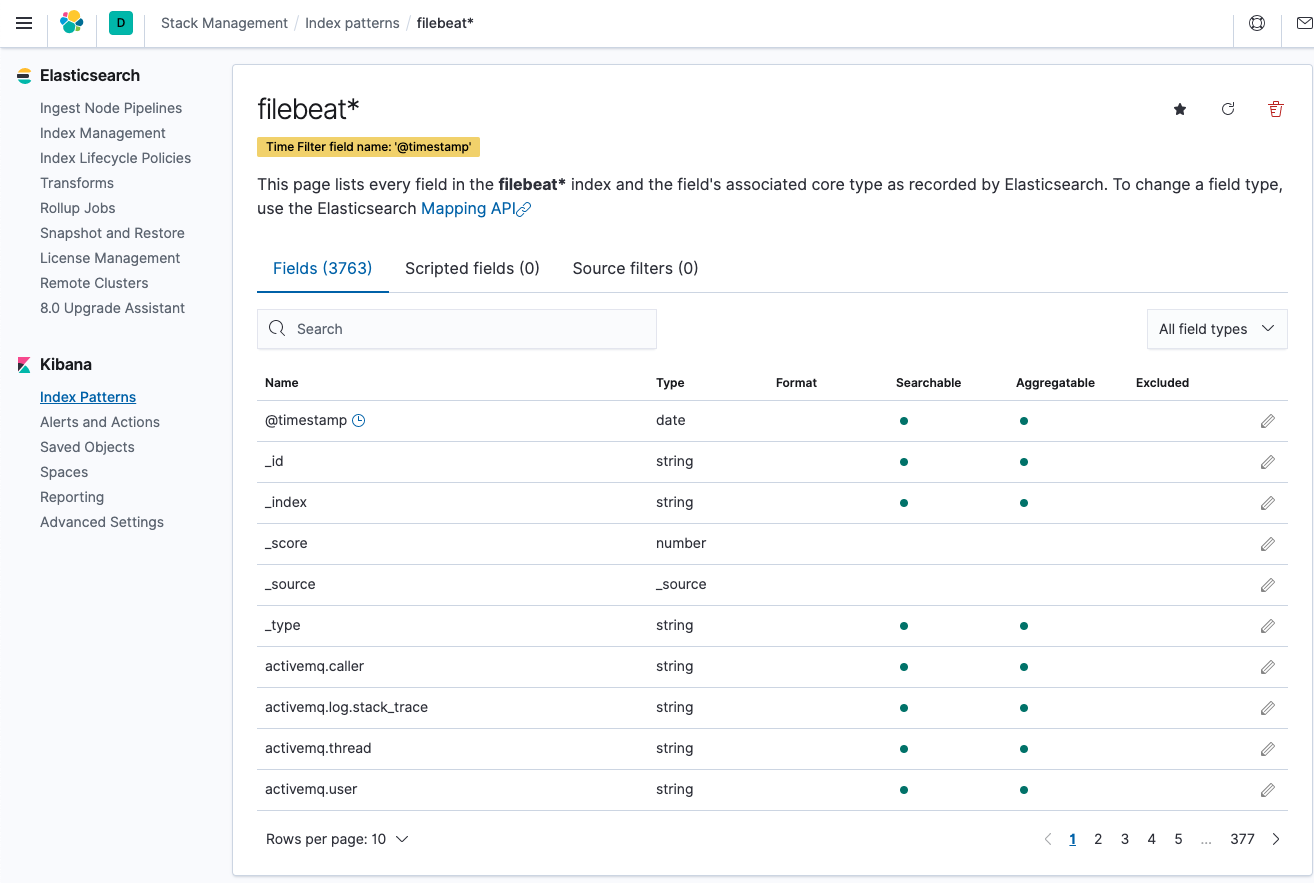 D Stack Management / Index patterns / filebeat*
Elasticsearch
Ingest Node Pipelines
Index Management
Index Lifecycle Policies
Transforms
Rollup Jobs
Snapshot and Restore
License Management
Remote Clusters
8.0 Upgrade Assistant
Kibana
Index Patterns
Alerts and Actions
Saved Objects
Spaces
Reporting
Advanced Settings
filebeat*
Time Filter field name: '@timestamp'
This page lists every field in the filebeat* index and the field's associated core type as recorded by Elasticsearch. To change a field type,
use the Elasticsearch Mapping API
Fields (3763) Scripted fields (0) Source filters (0)
Search All field types
Name Type Format Searchable Aggregatable Excluded
@timestamp date
_id string
_index string
_score number
_source _source
_type string
activemq.caller string
activemq.log.stack_trace string
activemq.thread string
activemq.user string
Rows per page: 10 1 2 3 4 5 ... 377